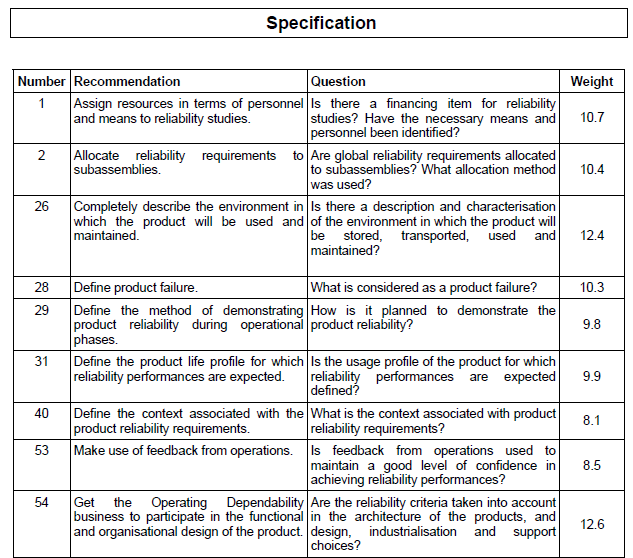 Specification
Number Recommendation Question Weight
1 Assign resources in terms of personnel and means to reliability studies. Is there a financing item for reliability studies? Have the necessary means and personnel been identified? 10.7
2 Allocate reliability requirements to subassemblies. Are global reliability requirements allocated to subassemblies? What allocation method was used? 10.4
26 Completely describe the environment in which the product will be used and maintained. Is there a description and characterisation of the environment in which the product will be stored, transported, used and maintained? 12.4
28 Define product failure. What is considered as a product failure? 10.3
29 Define the method of demonstrating product reliability during operational phases. How is it planned to demonstrate the product reliability? 9.8
31 Define the product life profile for which reliability performances are expected. Is the usage profile of the product for which reliability performances are expected defined? 9.9
40 Define the context associated with the product reliability requirements. What is the context associated with product reliability requirements? 8.1
53 Make use of feedback from operations. Is feedback from operations used to maintain a good level of confidence in achieving reliability performances? 8.5
54 Get the Operating Dependability business to participate in the functional and organisational design of the product. Are the reliability criteria taken into account in the architecture of the products, and design, industrialisation and support choices? 12.6